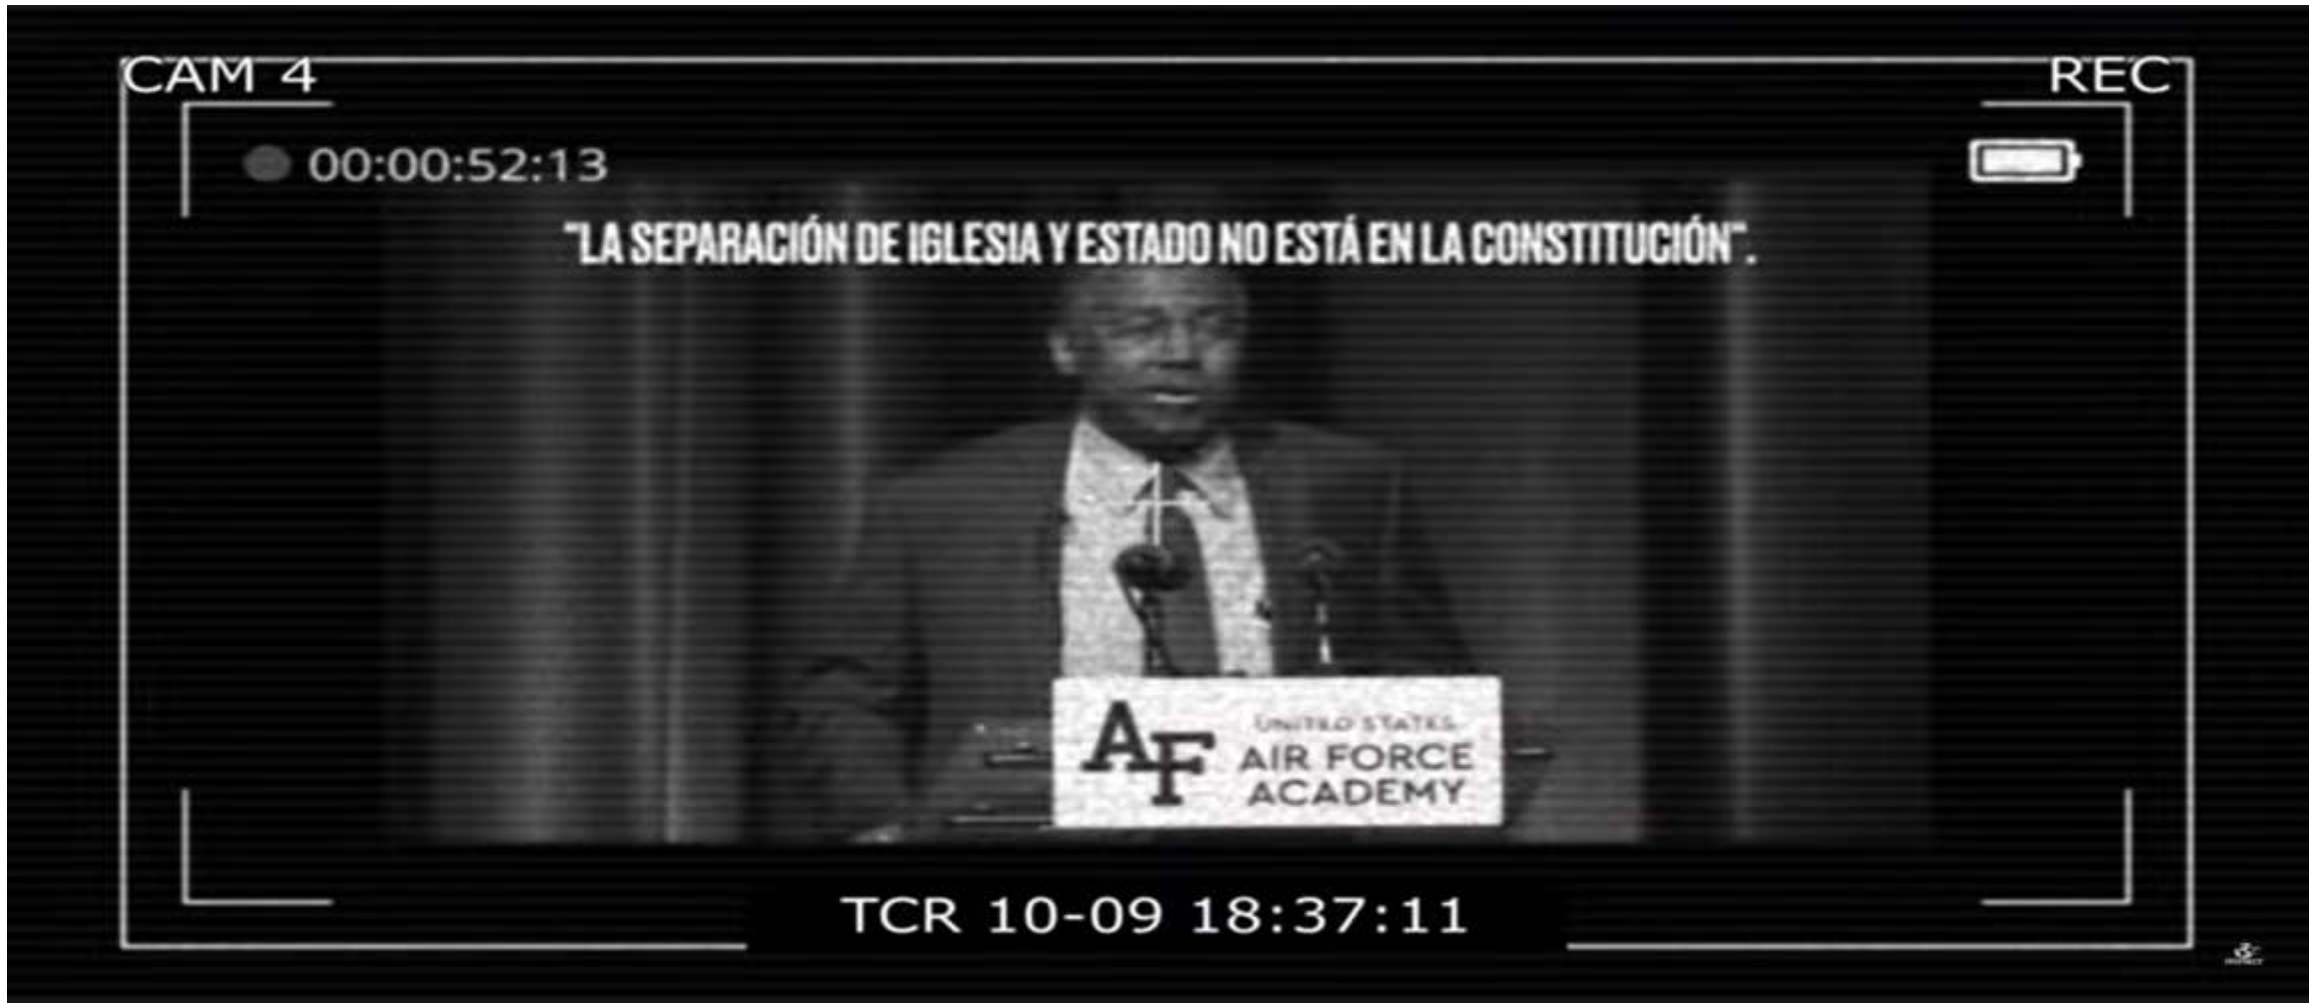 CAM 4
REC
00:00:52:13
"LA SEPARACIÓN DE IGLESIA Y ESTADO NO ESTÁ EN LA CONSTITUCIÓN".
AF
UNITED STATES
AIR FORCE
ACADEMY
TCR 10-09 18:37:11